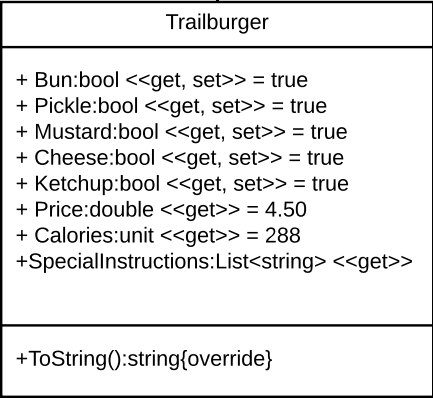 Trailburger
+ Bun:bool <<get, set>> = true
+ Pickle:bool <<get, set>> = true
+ Mustard:bool <<get, set>> = true
+ Cheese:bool <<get, set>> = true
+ Ketchup:bool <<get, set>> = true
+ Price:double <<get>> = 4.50
+ Calories:unit <<get>> = 288
+SpecialInstructions:List<string> <<get>>
+ToString():string{override}